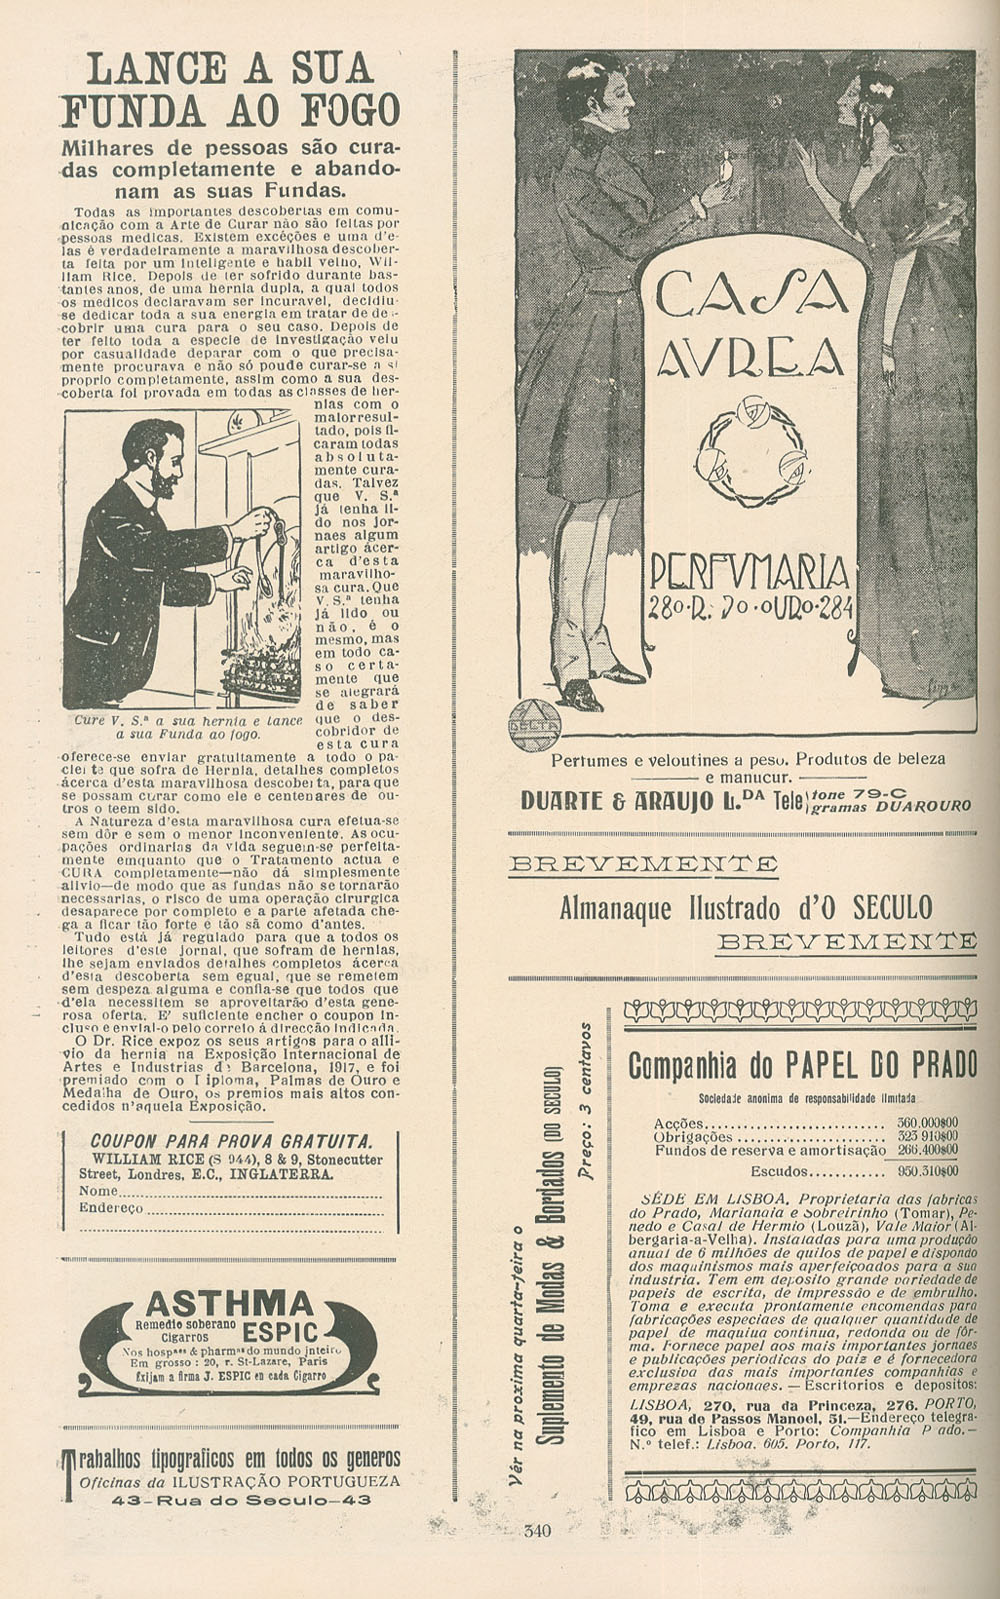 LANCE A SUA
FUNDA AO FOGO
Milhares de pessoas são cura-
das completamente e abando-
nam as suas Fundas.
Todas as importantes descobertas em comu-
nicação com a Arte de Curar não são feitas por
pessoas medicas. Existem excéções e uma d'e-
las é verdadeiramente a maravilhosa descober-
ta feita por um inteligente e habil velho, Wil-
liam Rice. Depois de ter sofrido durante bas-
tantes anos, de uma hernia dupla, a qual todos
os medicos declaravam ser incuravel, decidiu-
se dedicar toda a sua energia em tratar de des-
cobrir uma cura para o seu caso. Depois de
ter feito toda a especie de investigação veiu
por casualidade deparar com o que precisa-
mente procurava e não só poude curar-se a si
proprio completamente, assim como a sua des-
coberta foi provada em todas as classes de her-
nias com o
maior resul-
tado, pois fi-
caram todas
absoluta-
mente cura-
das. Talvez
que V. S.ª
já tenha li-
do nos jor-
naes algum
artigo ácer-
ca d'esta
maravilho-
sa cura. Que
V. S.ª tenha
já lido ou
não, é o
mesmo, mas
em todo ca-
so certa-
mente que
se alegrará
de saber
que o des-
cobridor de
esta cura
Cure V. S.ª a sua hernia e lance
a sua Funda ao fogo.
oferece-se enviar gratuitamente a todo o pa-
ciente que sofra de Hernia, detalhes completos
ácerca d'esta maravilhosa descoberta, para que
se possam curar como ele e centenares de ou-
tros o teem sido.
A Natureza d'esta maravilhosa cura efetua-se
sem dôr e sem o menor inconveniente. As ocu-
pações ordinarias da vida seguem-se perfeita-
mente emquanto que o Tratamento actua e
CURA completamente—não dá simplesmente
alivio—de modo que as fundas não se tornarão
necessarias, o risco de uma operação cirurgica
desaparece por completo e a parte afetada che-
ga a ficar tão forte e tão sã como d'antes.
Tudo está já regulado para que a todos os
leitores d'este jornal, que sofram de hernias,
lhe sejam enviados detalhes completos ácerca
d'esta descoberta sem egual, que se remetem
sem despeza alguma e confia-se que todos que
d'ela necessitem se aproveitarão d'esta gene-
rosa oferta. E' suficiente encher o coupon in-
cluso e envial-o pelo correio á direcção indicada.
O Dr. Rice expoz os seus artigos para o alli-
vio da hernia na Exposição Internacional de
Artes e Industrias de Barcelona, 1917, e foi
premiado com o Diploma, Palmas de Ouro e
Medalha de Ouro, os premios mais altos con-
cedidos n'aquela Exposição.
COUPON PARA PROVA GRATUITA.
WILLIAM RICE (S 944), 8 & 9, Stonecutter
Street, Londres, E.C., INGLATERRA.
Nome
Endereço
ASTHMA
Remedio soberano
Cigarros ESPIC
Nos hospaes & pharmas do mundo inteiro
Em grosso : 20, r. St-Lazare, Paris
Exijam a firma J. ESPIC en cada Cigarro
Trabalhos tipograficos em todos os generos
Oficinas da ILUSTRAÇÃO PORTUGUEZA
43-Rua do Seculo-43
CASA
AVREA
PERFVMARIA
280·R. DO·OURO·284
DELTA
Perfumes e veloutines a peso. Produtos de beleza
e manucur.
DUARTE & ARAUJO L.DA Tele fone 79-C
gramas DUAROURO
BREVEMENTE
Almanaque Ilustrado d'O SECULO
BREVEMENTE
Vêr na proxima quarta-feira o
Suplemento de Modas & Bordados (DO SECULO)
Preço: 3 centavos
Companhia do PAPEL DO PRADO
Sociedade anonima de responsabilidade limitada
Acções........................... 360.000$00
Obrigações ...................... 323 910$00
Fundos de reserva e amortisação 266.400$00
Escudos........... 950.310$00
SÉDE EM LISBOA. Proprietaria das fabricas
do Prado, Marianaia e Sobreirinho (Tomar), Pe-
nedo e Casal de Hermio (Louzã), Vale Maior (Al-
bergaria-a-Velha). Instaladas para uma produção
anual de 6 milhões de quilos de papel e dispondo
dos maquinismos mais aperfeiçoados para a sua
industria. Tem em deposito grande variedade de
papeis de escrita, de impressão e de embrulho.
Toma e executa prontamente encomendas para
fabricações especiaes de qualquer quantidade de
papel de maquiua continua, redonda ou de fôr-
ma. Fornece papel aos mais importantes jornaes
e publicações periodicas do paiz e é fornecedora
exclusiva das mais importantes companhias e
emprezas nacionaes. — Escritorios e depositos:
LISBOA, 270, rua da Princeza, 276. PORTO,
49, rua de Passos Manoel, 51.—Endereço telegra-
fico em Lisboa e Porto: Companhia Prado.—
N.º telef.: Lisboa, 605. Porto, 117.
340